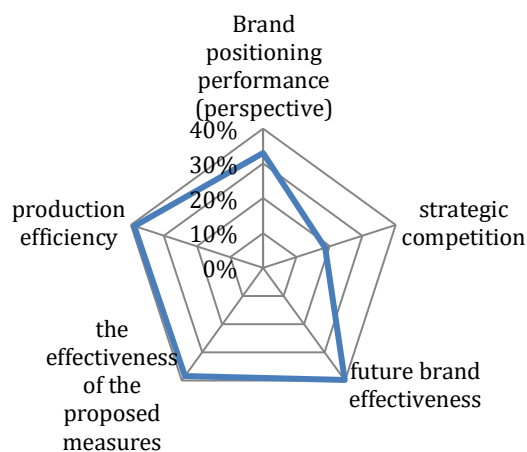 Brand
positioning
performance
(perspective)
40%
30%
20%
10%
0%
strategic
competition
future brand
effectiveness
the
effectiveness
of the
proposed
measures
production
efficiency